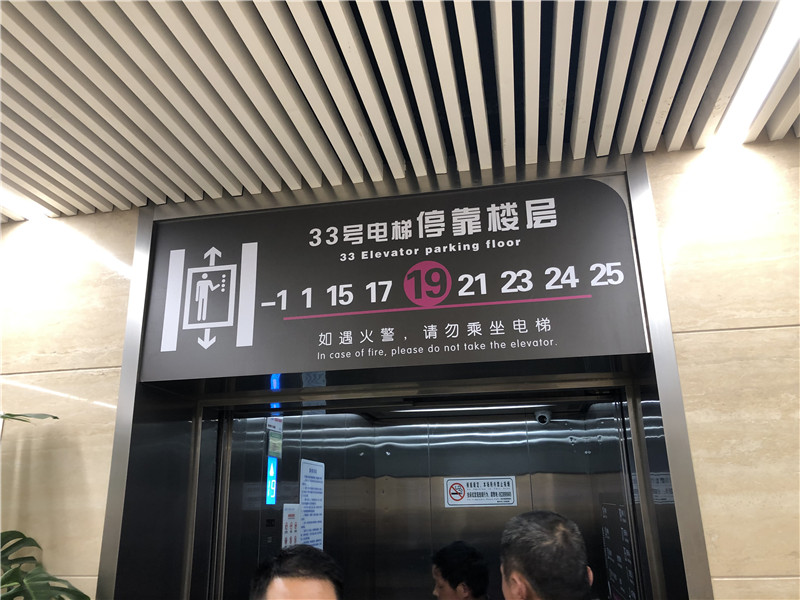 33号电梯停靠楼层
33 Elevator parking floor
-1 1 15 17 19 21 23 24 25
如遇火警，请勿乘坐电梯
In case of fire, please do not take the elevator.
19